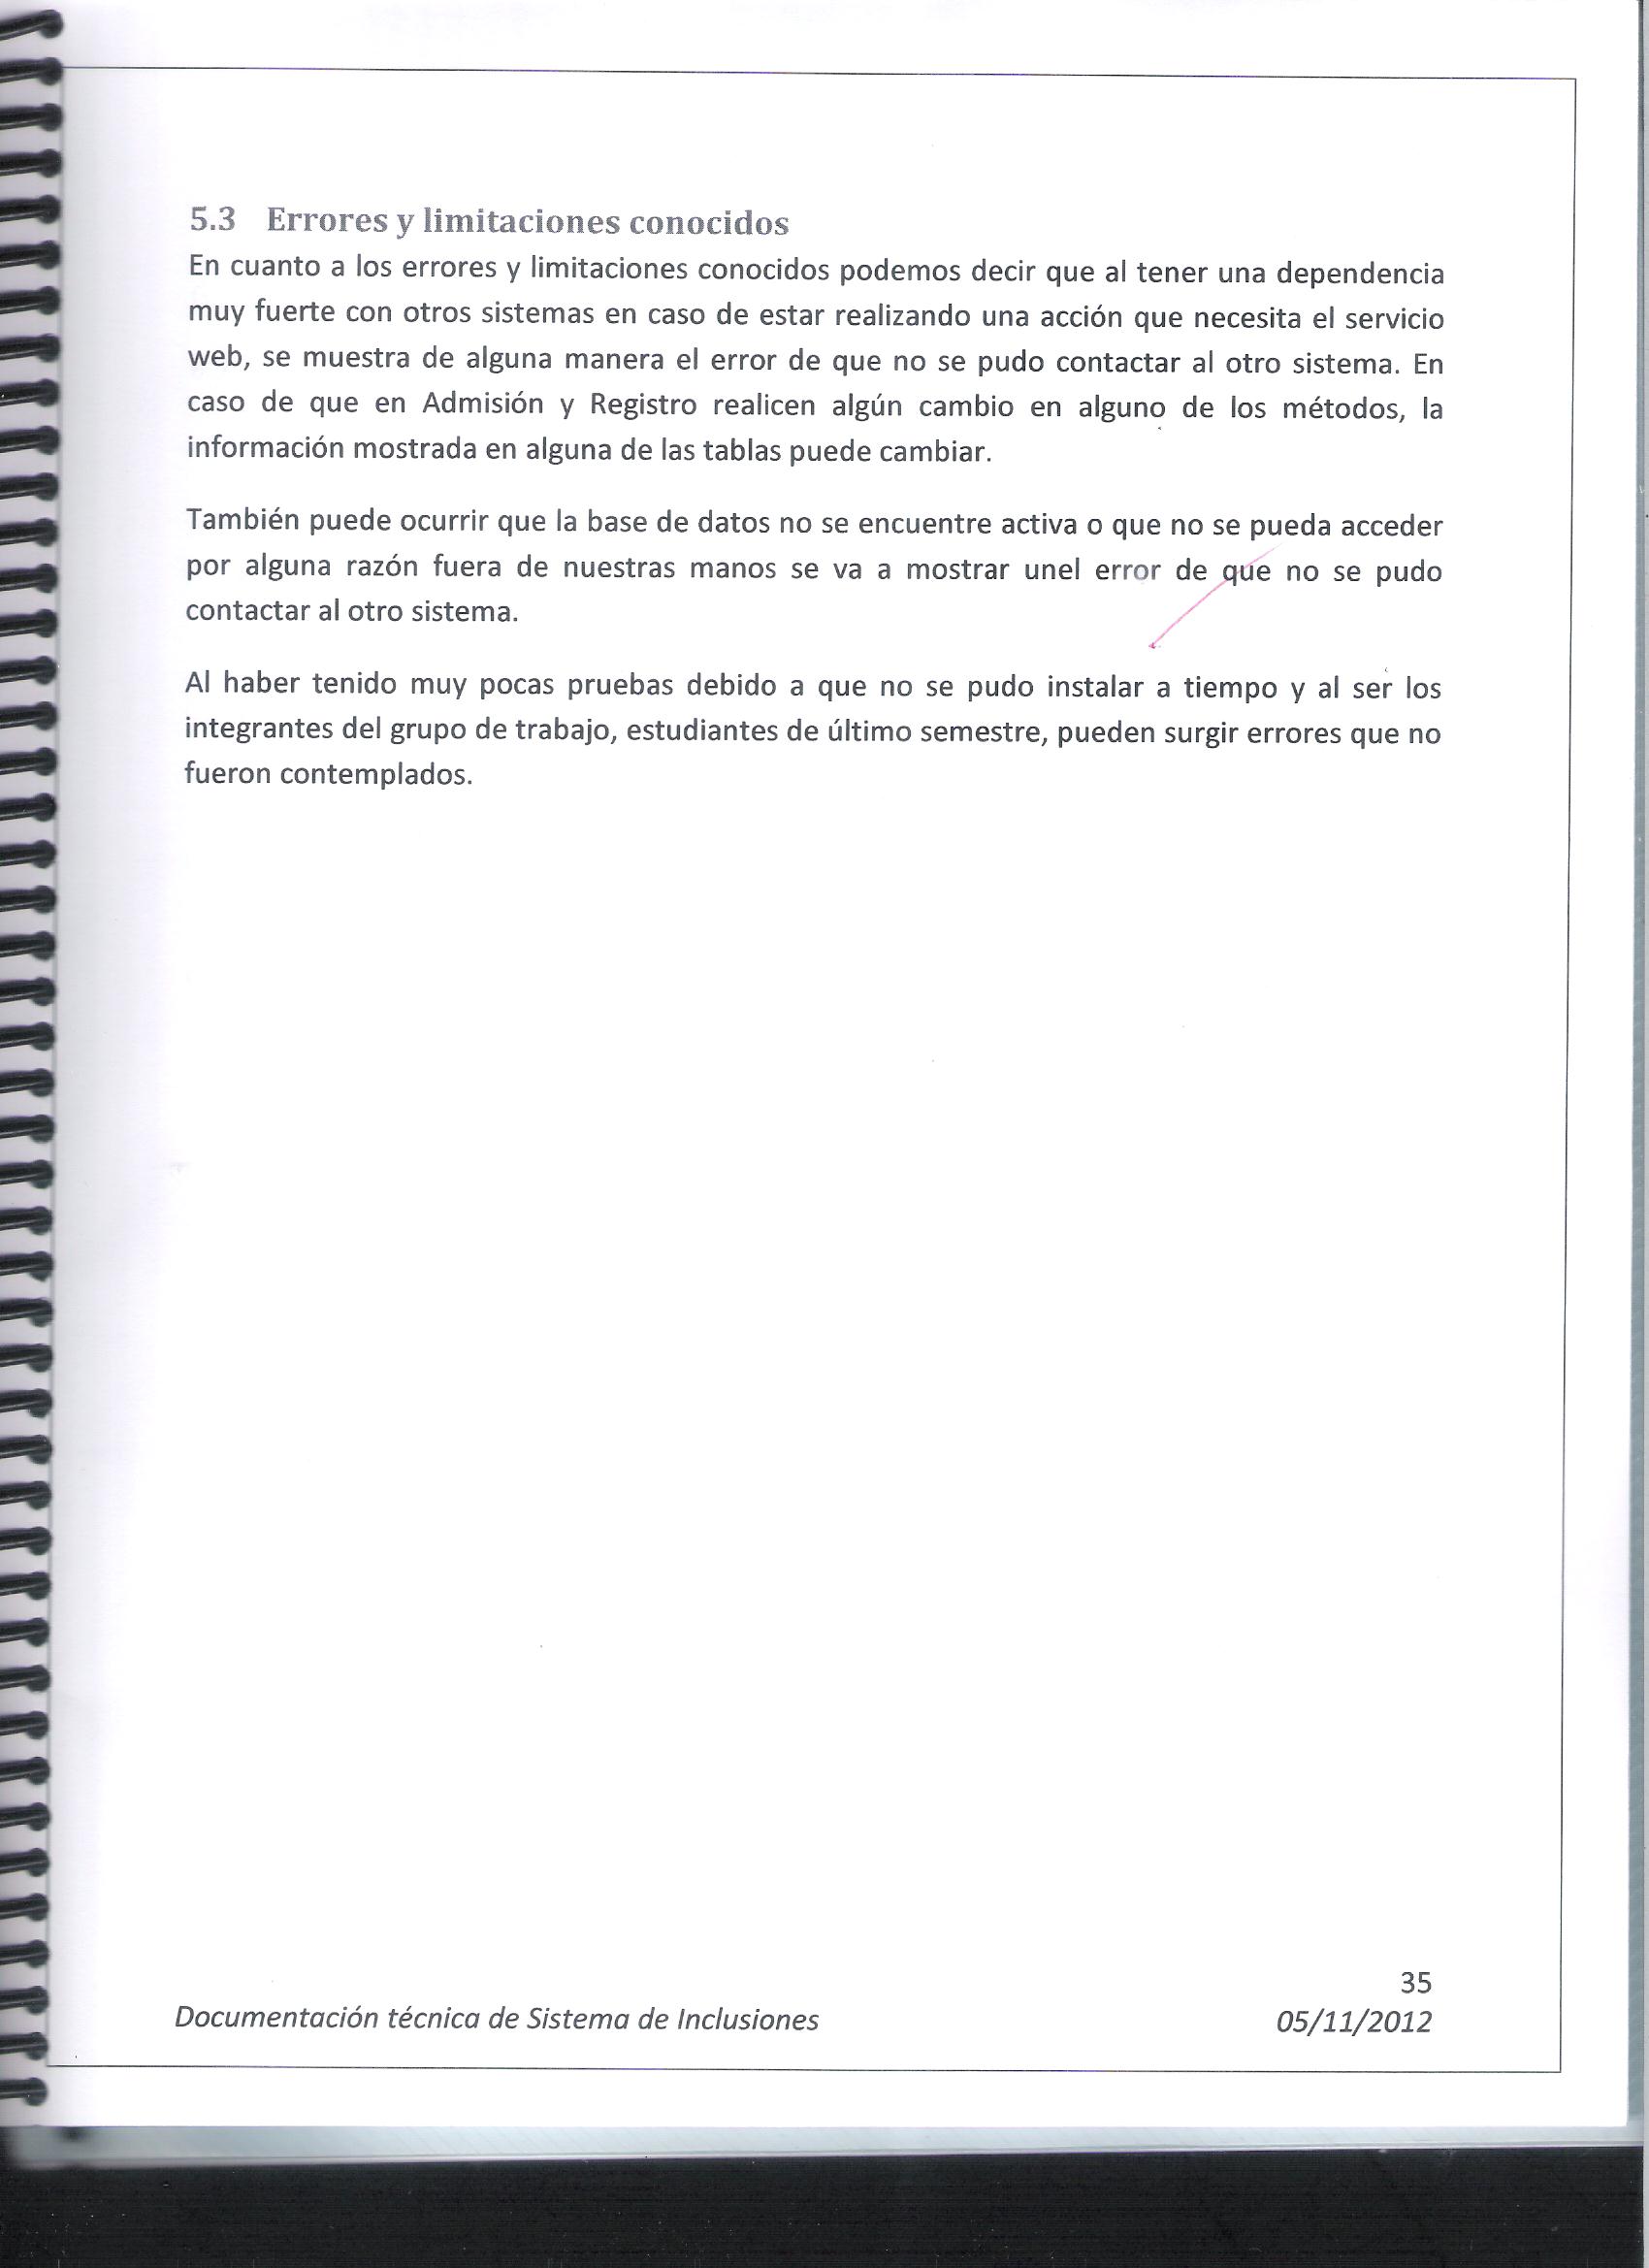 5.3 Errores y limitaciones conocidos
En cuanto a los errores y limitaciones conocidos podemos decir que al tener una dependencia
muy fuerte con otros sistemas en caso de estar realizando una acción que necesita el servicio
web, se muestra de alguna manera el error de que no se pudo contactar al otro sistema. En
caso de que en Admisión y Registro realicen algún cambio en alguno de los métodos, la
información mostrada en alguna de las tablas puede cambiar.
También puede ocurrir que la base de datos no se encuentre activa o que no se pueda acceder
por alguna razón fuera de nuestras manos se va a mostrar unel error de que no se pudo
contactar al otro sistema.
Al haber tenido muy pocas pruebas debido a que no se pudo instalar a tiempo y al ser los
integrantes del grupo de trabajo, estudiantes de último semestre, pueden surgir errores que no
fueron contemplados.
35
Documentación técnica de Sistema de Inclusiones 05/11/2012